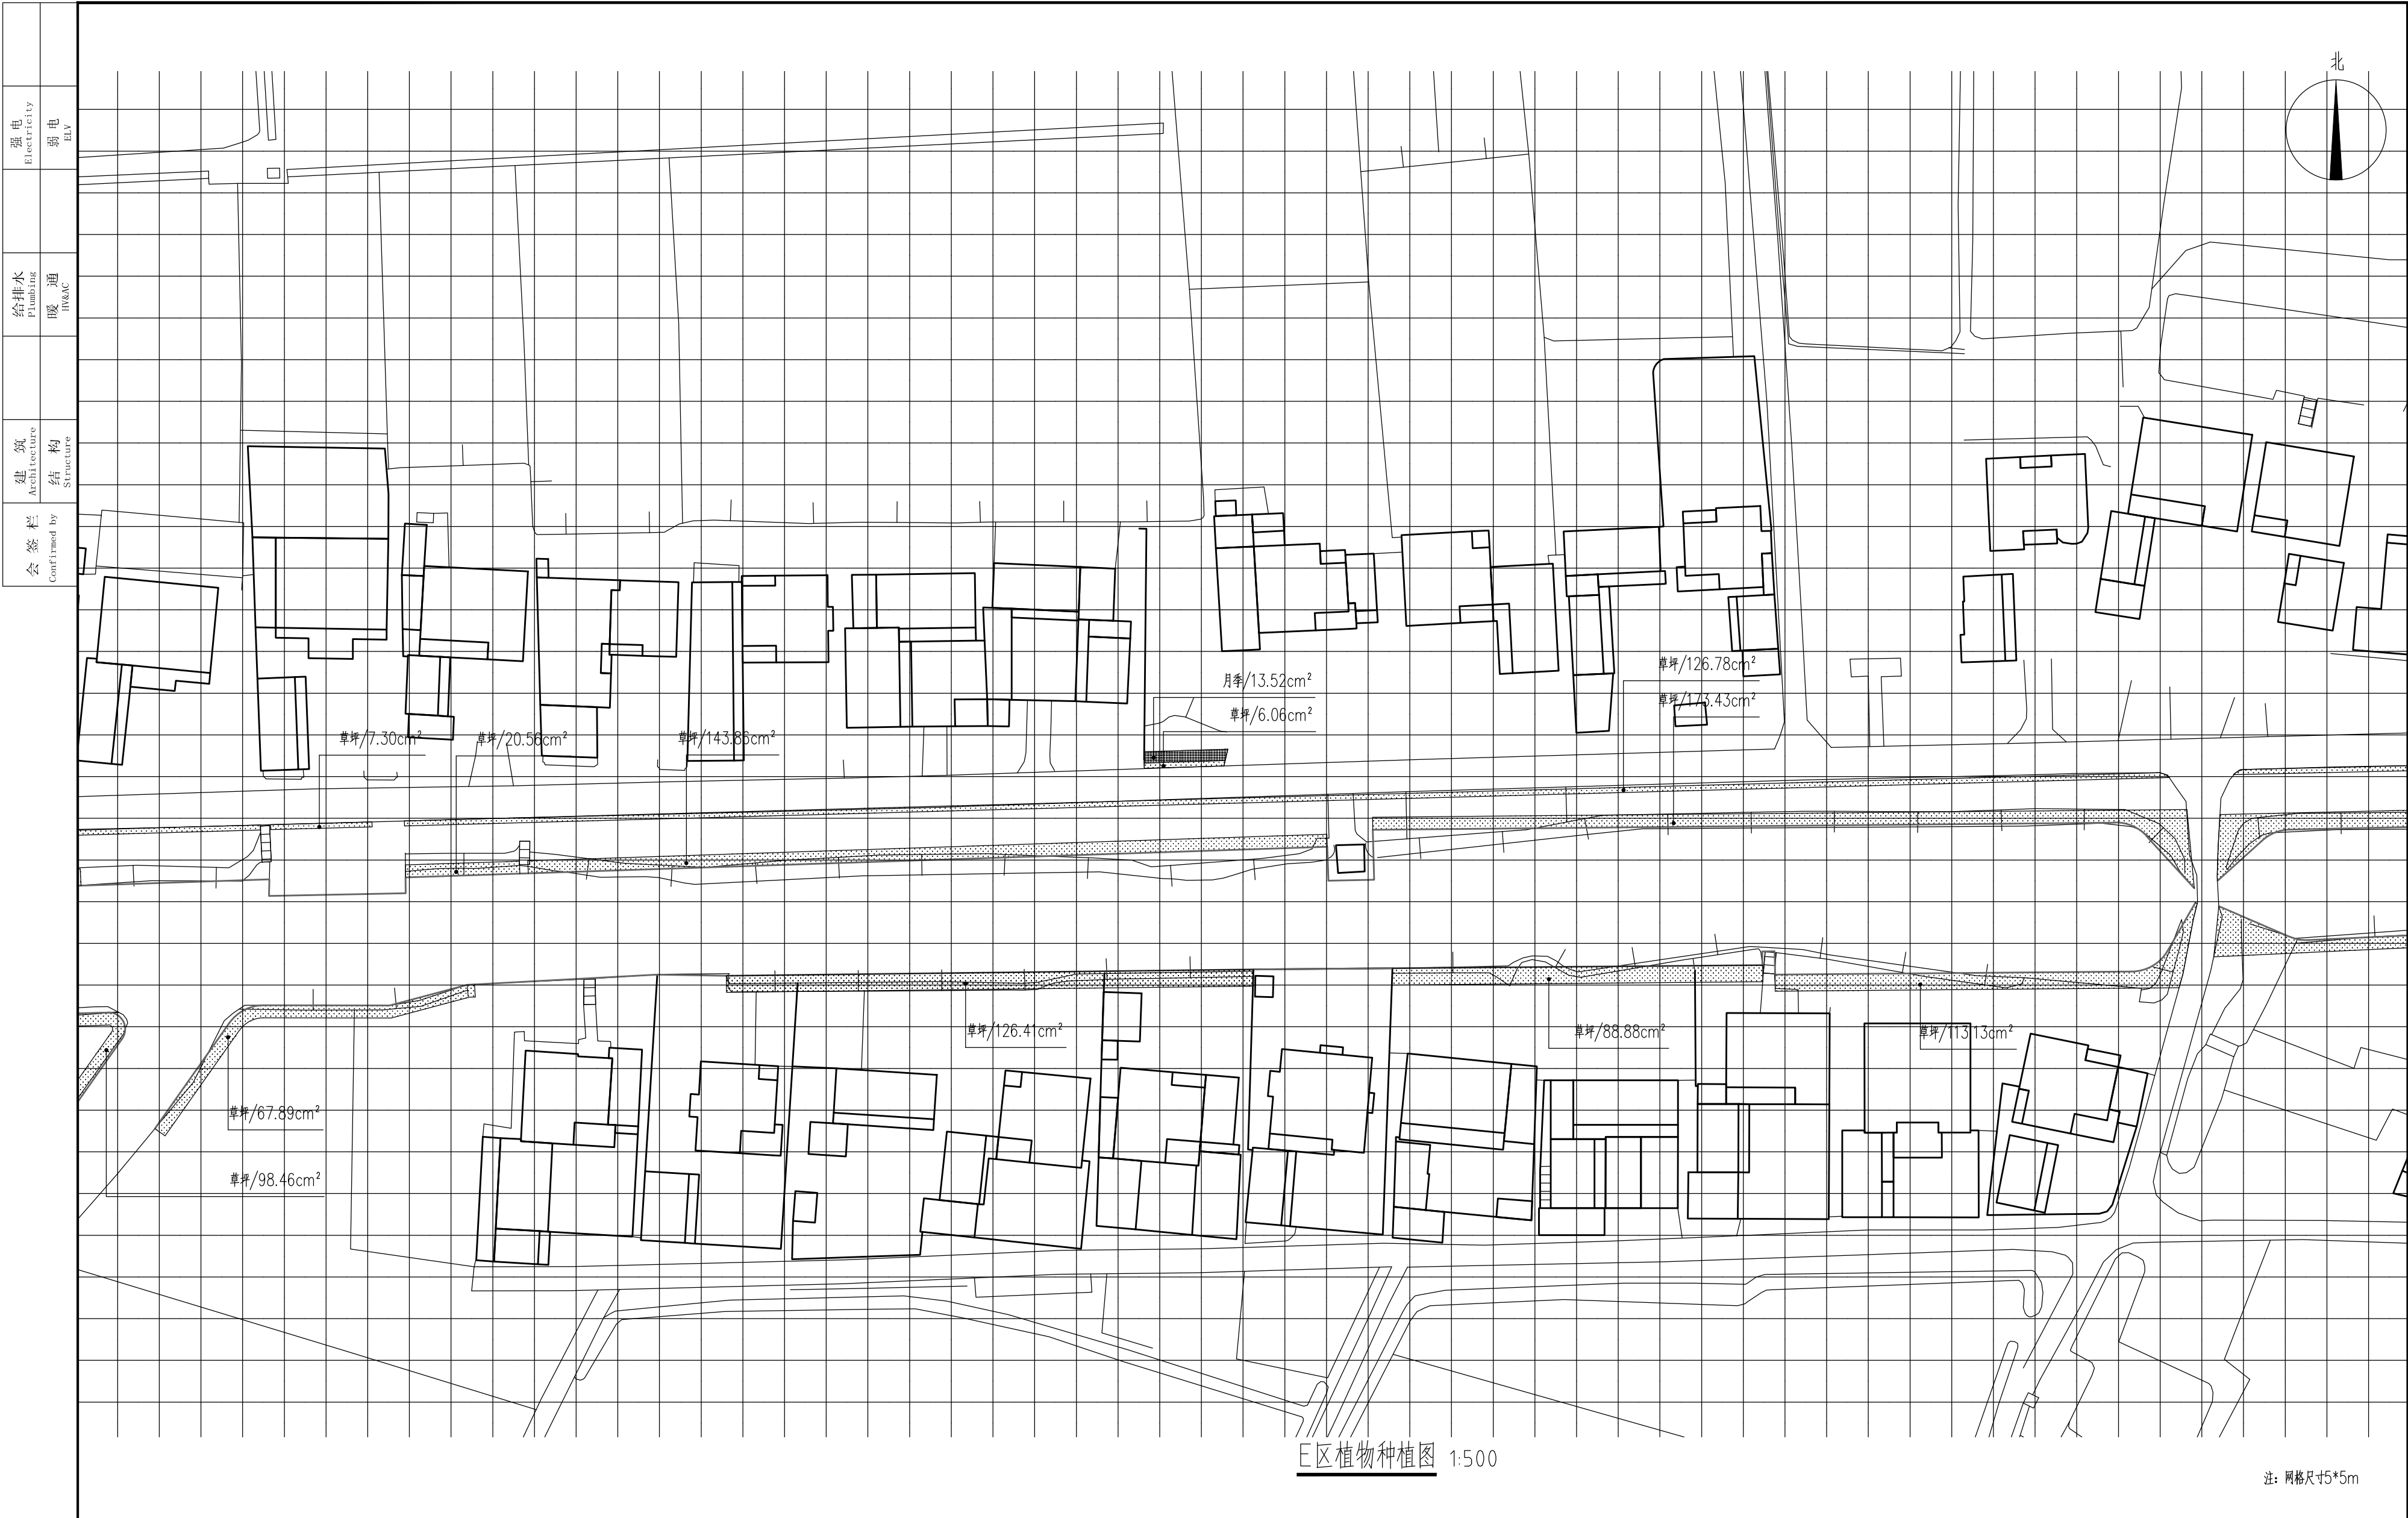 北
强 电
Electricity
弱 电
ELV
给排水
Plumbing
暖 通
HV&AC
建 筑
Architecture
结 构
Structure
会 签 栏
Confirmed by
草坪/126.78cm²
月季/13.52cm²
草坪/173.43cm²
草坪/6.06cm²
草坪/7.30cm²
草坪/20.56cm²
草坪/143.86cm²
草坪/126.41cm²
草坪/88.88cm²
草坪/113.13cm²
草坪/67.89cm²
草坪/98.46cm²
E区植物种植图 1:500
注: 网格尺寸5*5m